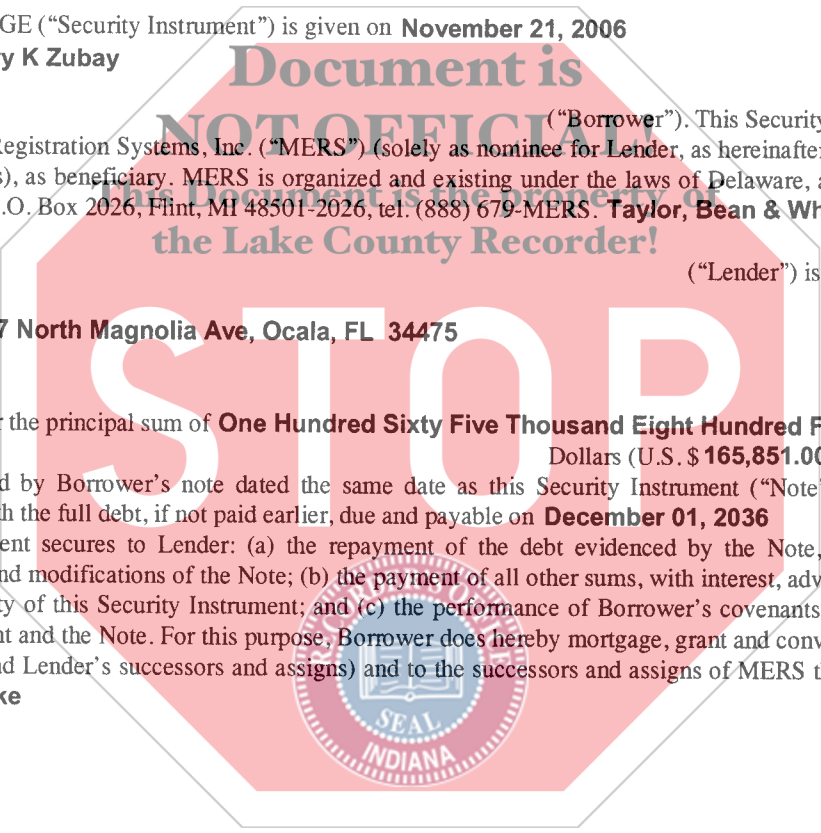 GE (“Security Instrument”) is given on November 21, 2006
y K Zubay
Document is
NOT OFFICIAL!
(“Borrower”). This Security
Registration Systems, Inc. (“MERS”) (solely as nominee for Lender, as hereinafter
s), as beneficiary. MERS is organized and existing under the laws of Delaware, a
This Document is the property of
.O. Box 2026, Flint, MI 48501-2026, tel. (888) 679-MERS. Taylor, Bean & Wh
the Lake County Recorder!
(“Lender”) is
7 North Magnolia Ave, Ocala, FL 34475
STOP
r the principal sum of One Hundred Sixty Five Thousand Eight Hundred F
Dollars (U.S. $ 165,851.00
d by Borrower’s note dated the same date as this Security Instrument (“Note”
h the full debt, if not paid earlier, due and payable on December 01, 2036
ent secures to Lender: (a) the repayment of the debt evidenced by the Note,
nd modifications of the Note; (b) the payment of all other sums, with interest, adv
ty of this Security Instrument; and (c) the performance of Borrower’s covenants
nt and the Note. For this purpose, Borrower does hereby mortgage, grant and conv
nd Lender’s successors and assigns) and to the successors and assigns of MERS t
ke
RECORDER'S OFFICE
SEAL
INDIANA